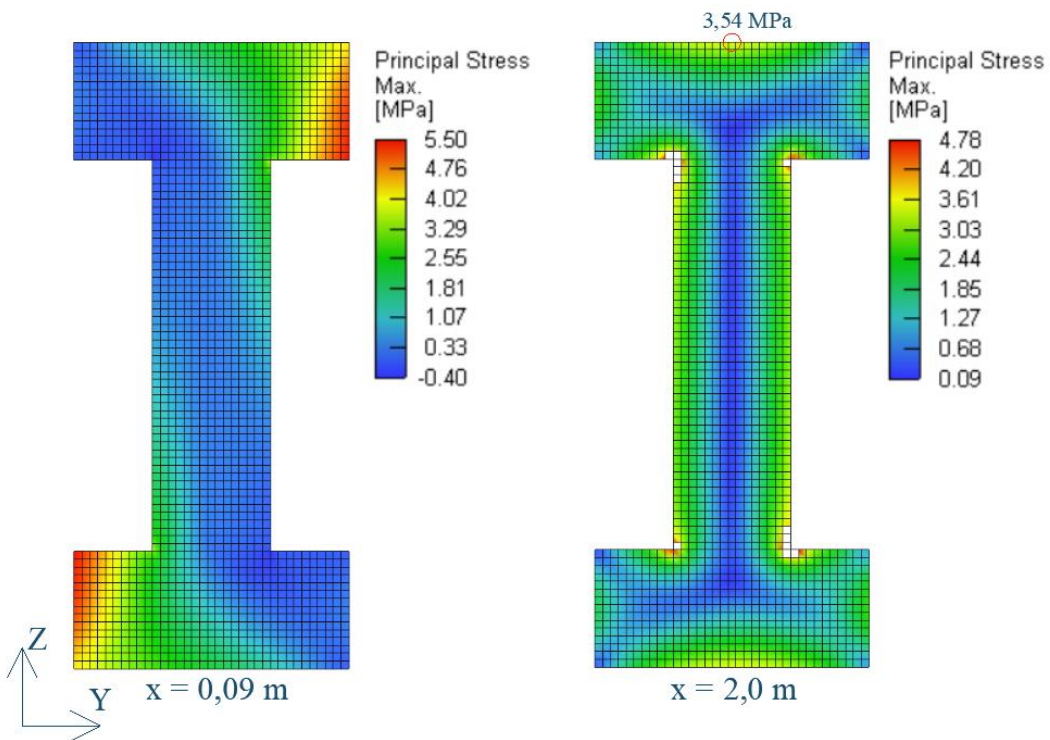 3,54 MPa
Principal Stress
Max.
[MPa]
5.50
4.76
4.02
3.29
2.55
1.81
1.07
0.33
-0.40
Principal Stress
Max.
[MPa]
4.78
4.20
3.61
3.03
2.44
1.85
1.27
0.68
0.09
Z
Y
x = 0,09 m
x = 2,0 m